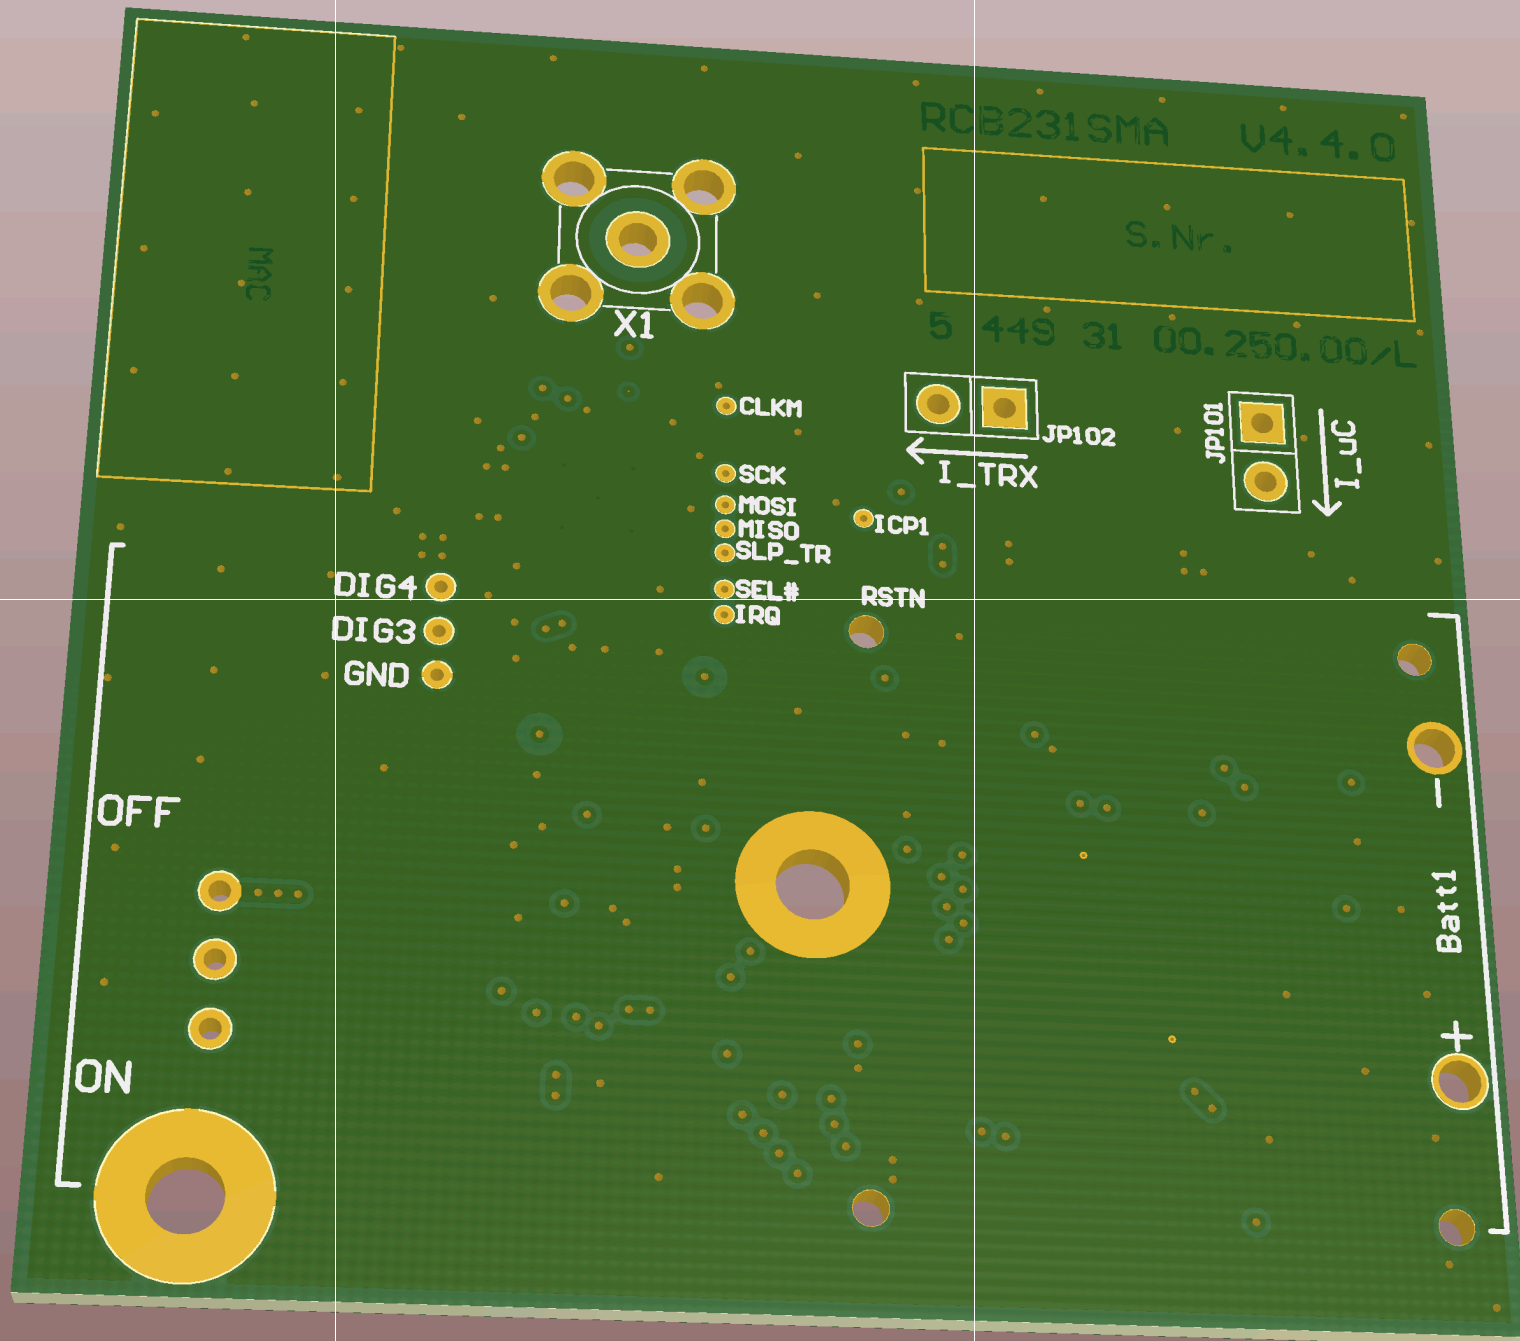 RCB231SMA V4.4.0
MAC
S.Nr.
X1
5 449 31 00.250.00/L
CLKM
JP102
JP101
I_uC
SCK
I_TRX
MOSI
ICP1
MISO
SLP_TR
DIG4
SEL#
RSTN
IRQ
DIG3
GND
−
OFF
Batt1
+
ON